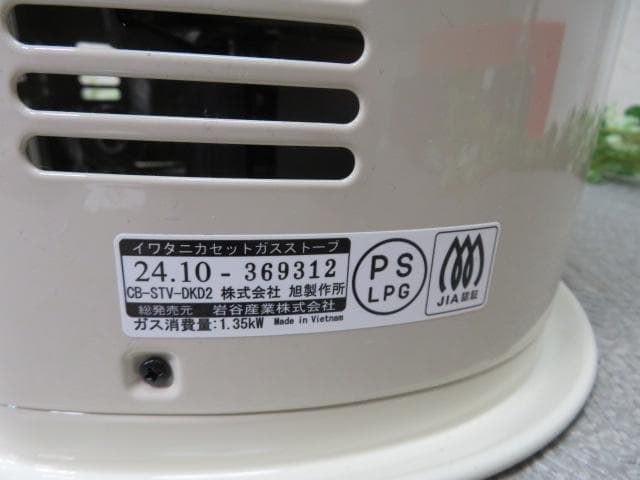 イワタニカセットガスストーブ
24.10 - 369312
CB-STV-DKD2 株式会社 旭製作所
総発売元 岩谷産業株式会社
ガス消費量:1.35kW Made in Vietnam
PS
LPG
JIA認証